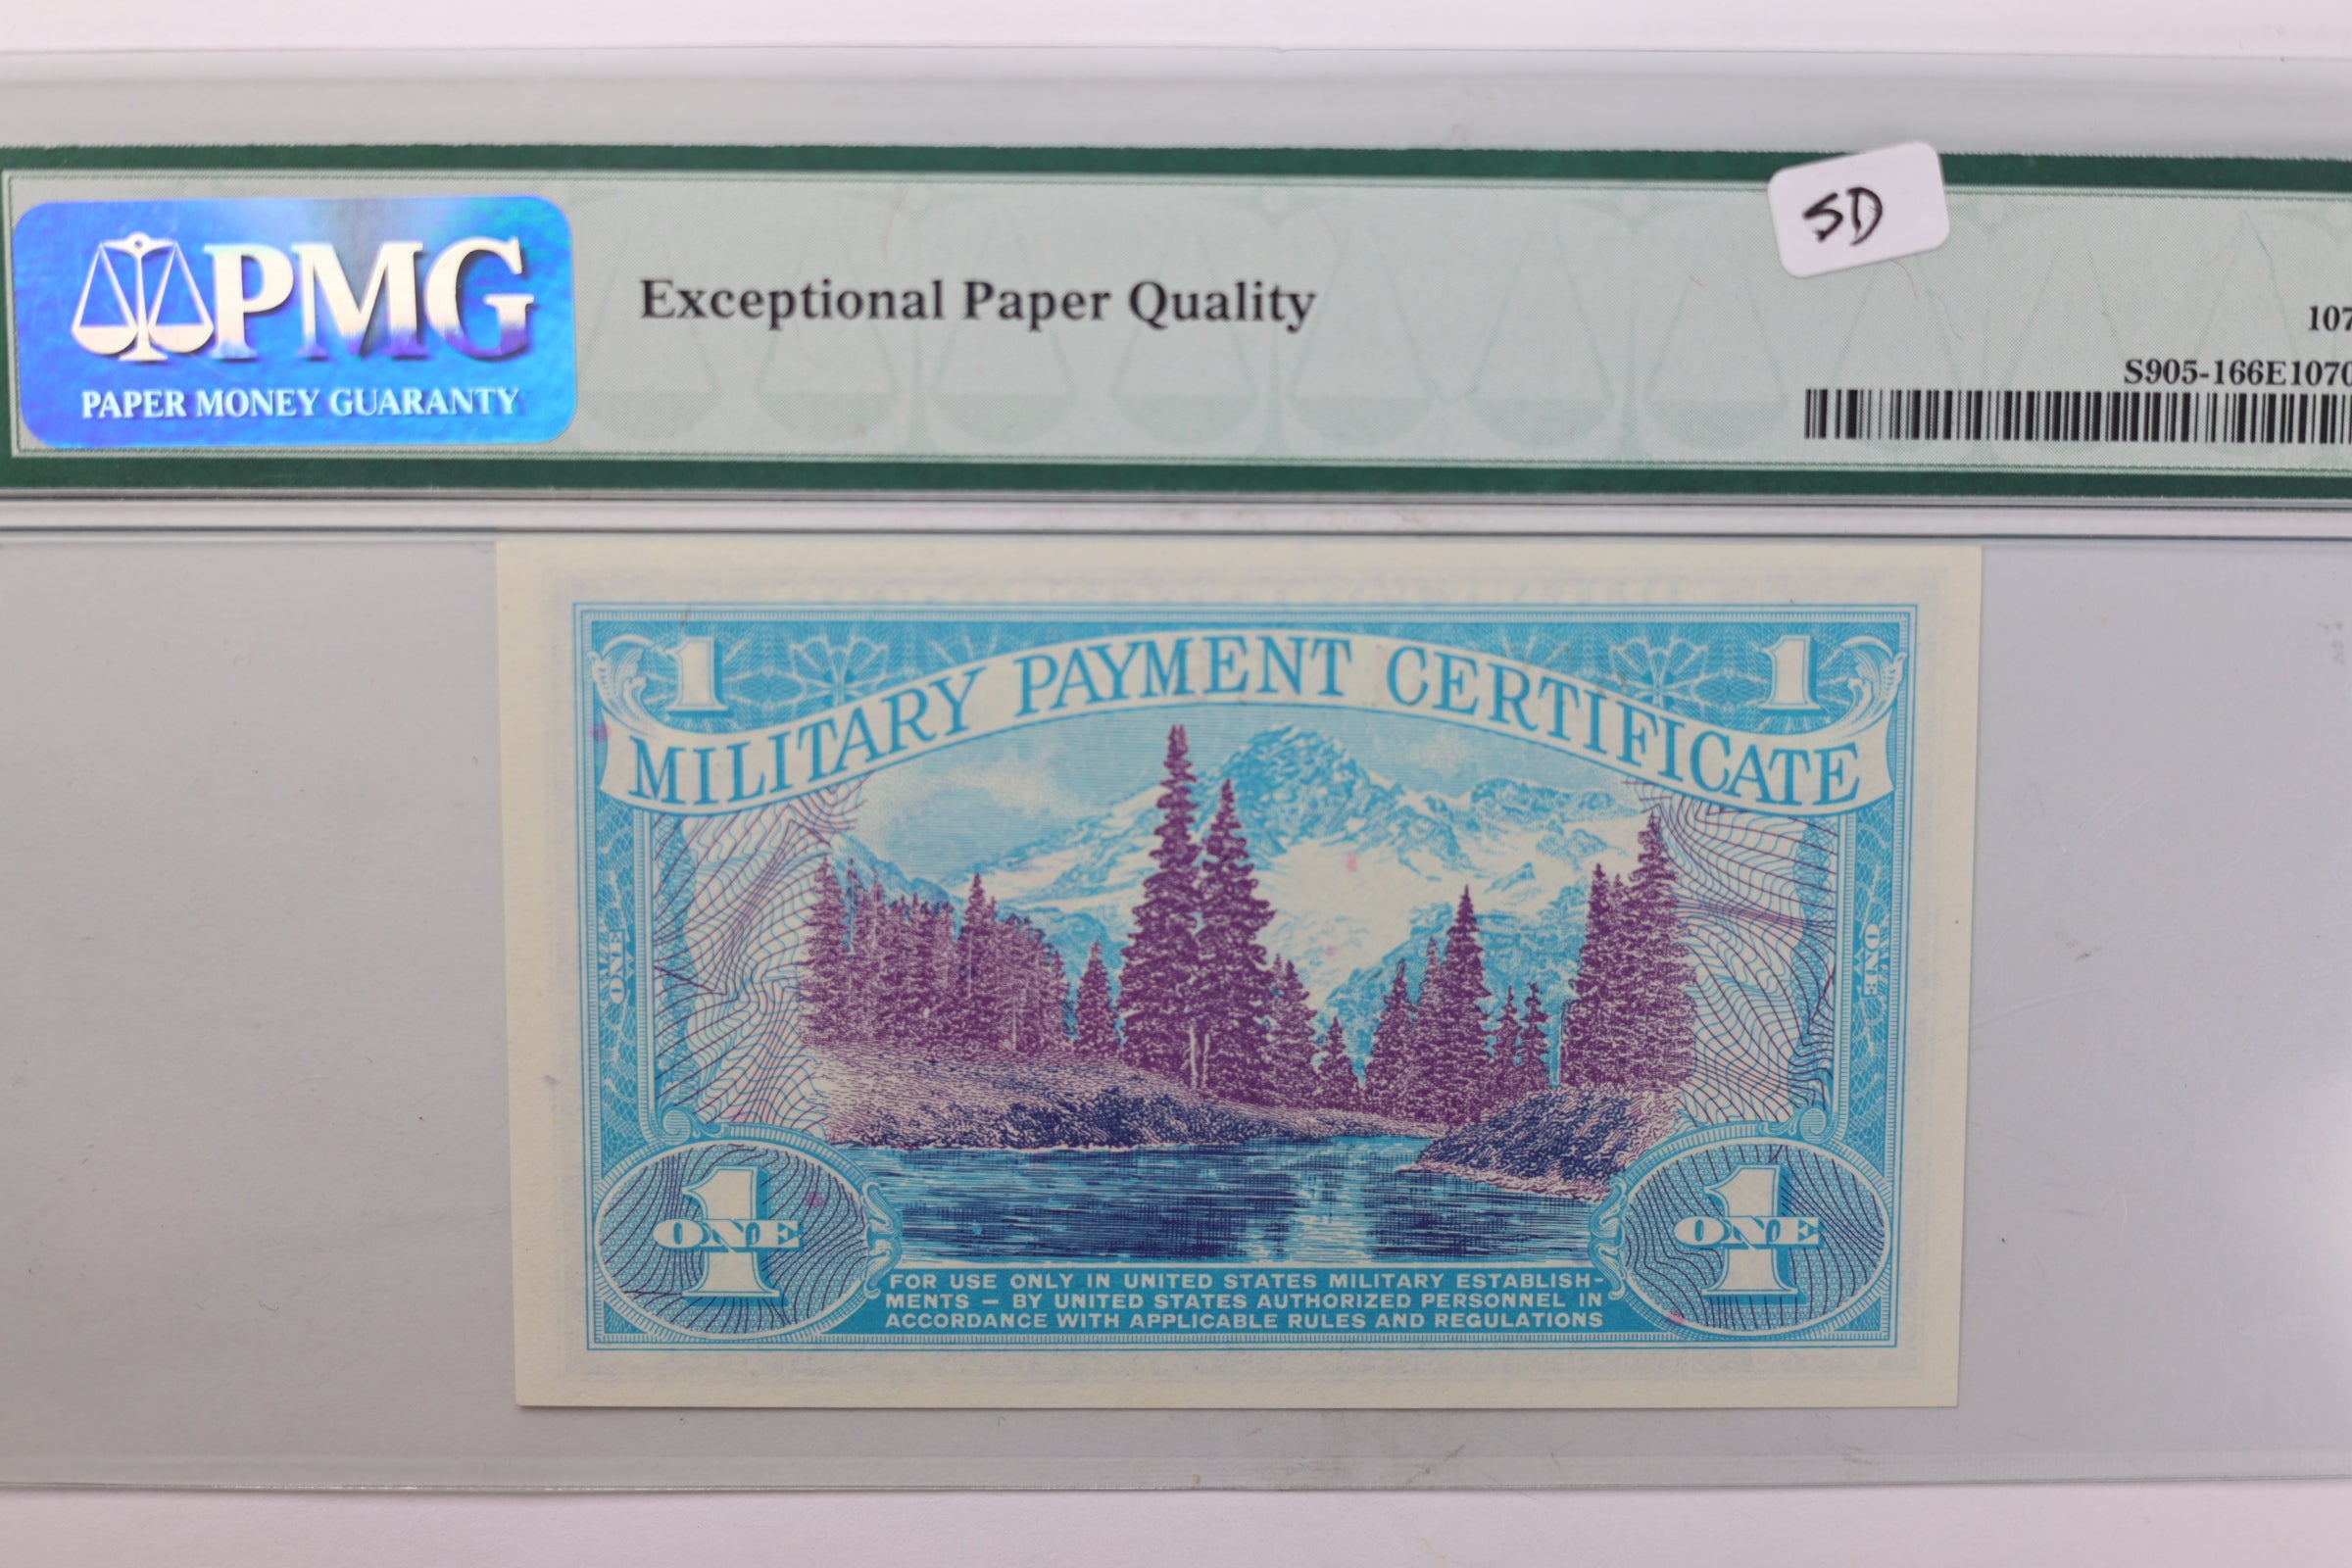 PMG
PAPER MONEY GUARANTY
Exceptional Paper Quality
SD
107
S905-166E1070
1 1
MILITARY PAYMENT CERTIFICATE
ONE ONE
1 1
ONE ONE
FOR USE ONLY IN UNITED STATES MILITARY ESTABLISH-
MENTS — BY UNITED STATES AUTHORIZED PERSONNEL IN
ACCORDANCE WITH APPLICABLE RULES AND REGULATIONS